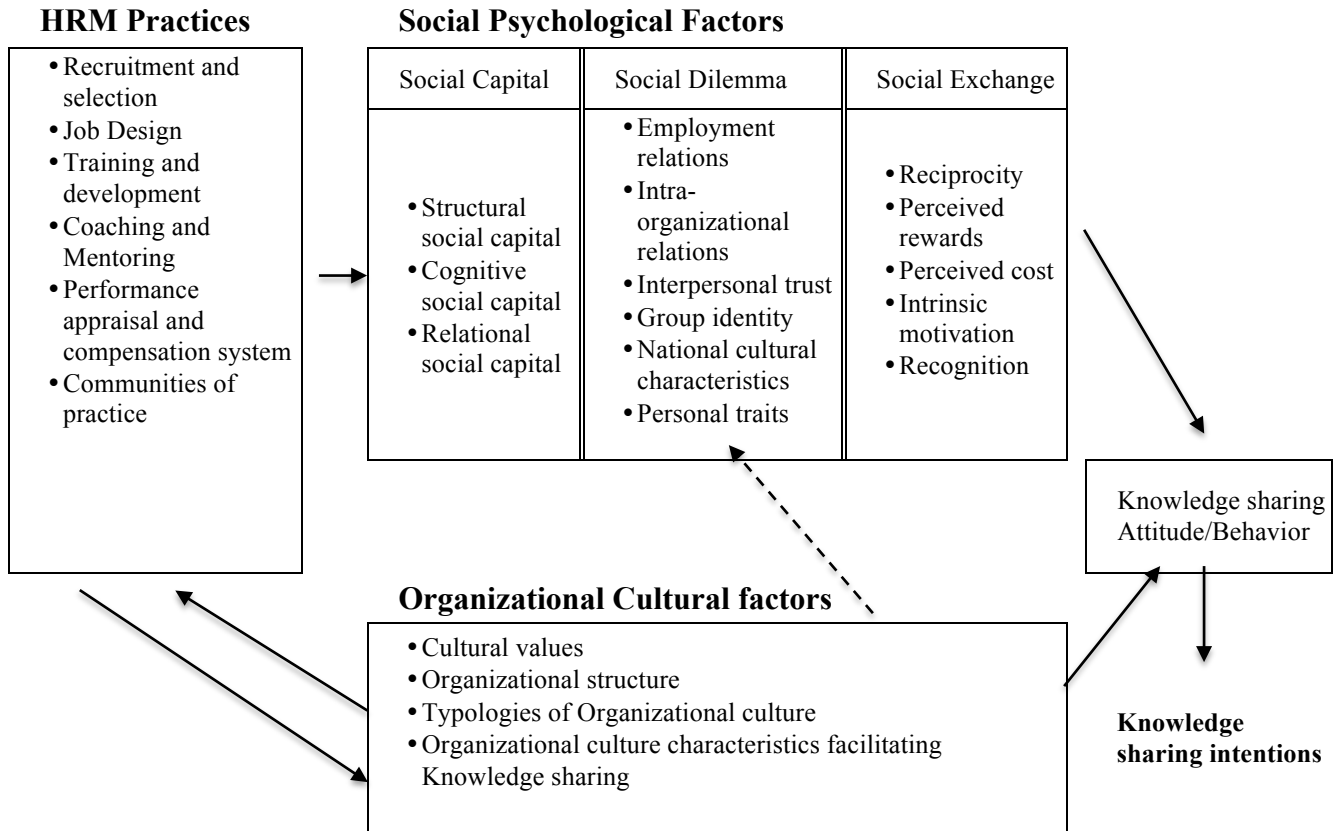 HRM Practices
• Recruitment and
selection
• Job Design
• Training and
development
• Coaching and
Mentoring
• Performance
appraisal and
compensation system
• Communities of
practice
Social Psychological Factors
Social Capital
• Structural
social capital
• Cognitive
social capital
• Relational
social capital
Social Dilemma
• Employment
relations
• Intra-
organizational
relations
• Interpersonal trust
• Group identity
• National cultural
characteristics
• Personal traits
Social Exchange
• Reciprocity
• Perceived
rewards
• Perceived cost
• Intrinsic
motivation
• Recognition
Knowledge sharing
Attitude/Behavior
Organizational Cultural factors
• Cultural values
• Organizational structure
• Typologies of Organizational culture
• Organizational culture characteristics facilitating
Knowledge sharing
Knowledge
sharing intentions